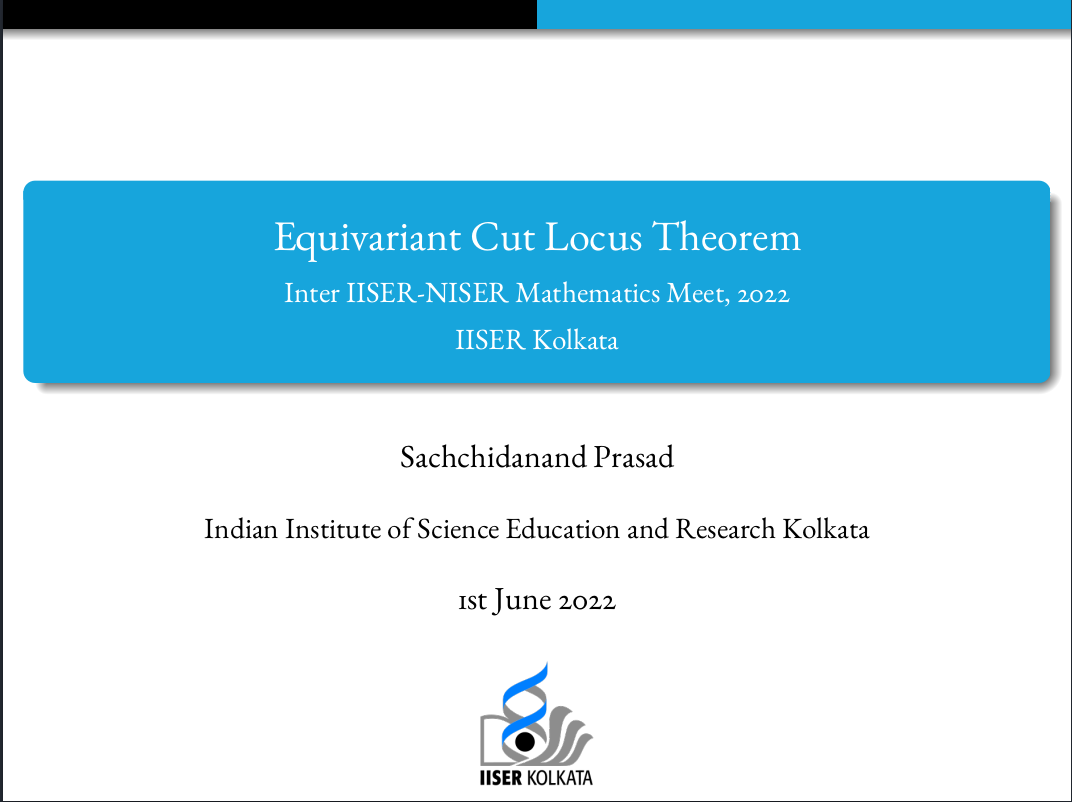 Equivariant Cut Locus Theorem
Inter IISER-NISER Mathematics Meet, 2022
IISER Kolkata
Sachchidanand Prasad
Indian Institute of Science Education and Research Kolkata
1st June 2022
IISER KOLKATA